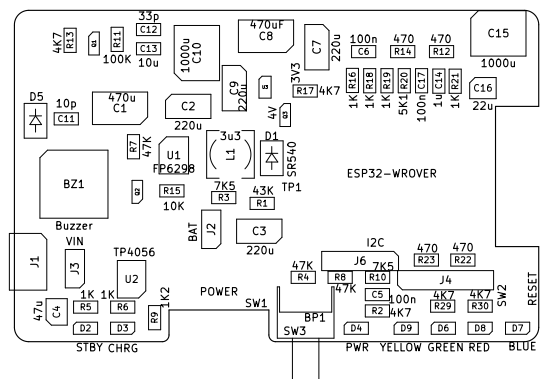 33p
C12
4K7
R13
Q1
R11
100K
C13
10u
1000u
C10
470uF
C8
C7
220u
100n
C6
470
R14
470
R12
C15
1000u
D5
10p
C11
470u
C1
C2
220u
C9
220u
3V3
R17
4K7
4V
Q3
R16
1K
R18
1K
R19
1K
R20
5K1
C17
100n
C14
1u
R21
1K
C16
22u
R7
47K
U1
FP6298
3u3
L1
D1
SR540
TP1
ESP32-WROVER
BZ1
Buzzer
Q2
R15
10K
7K5
R3
43K
R1
BAT
J2
C3
220u
J1
VIN
J3
TP4056
U2
I2C
J6
470
R23
470
R22
47K
R4
R8
47K
7K5
R10
J4
SW2
RESET
47u
C4
1K
R5
1K
R6
1K2
R9
POWER
SW1
BP1
SW3
C5
100n
R2
4K7
4K7
R29
4K7
R30
D2
D3
D4
D9
D6
D8
D7
STBY
CHRG
PWR
YELLOW
GREEN
RED
BLUE